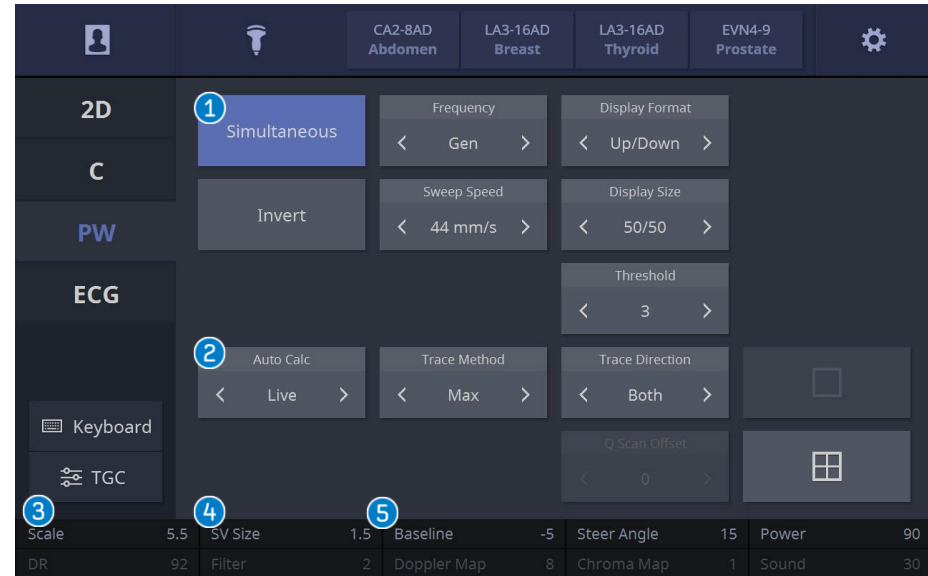 CA2-8AD LA3-16AD LA3-16AD EVN4-9
Abdomen Breast Thyroid Prostate
2D
C
PW
ECG
Keyboard
TGC
1
Simultaneous
Frequency
Gen
Display Format
Up/Down
Invert
Sweep Speed
44 mm/s
Display Size
50/50
Threshold
3
2
Auto Calc
Live
Trace Method
Max
Trace Direction
Both
Q Scan Offset
0
3 4 5
Scale 5.5 SV Size 1.5 Baseline -5 Steer Angle 15 Power 90
DR 92 Filter 2 Doppler Map 8 Chroma Map 1 Sound 30